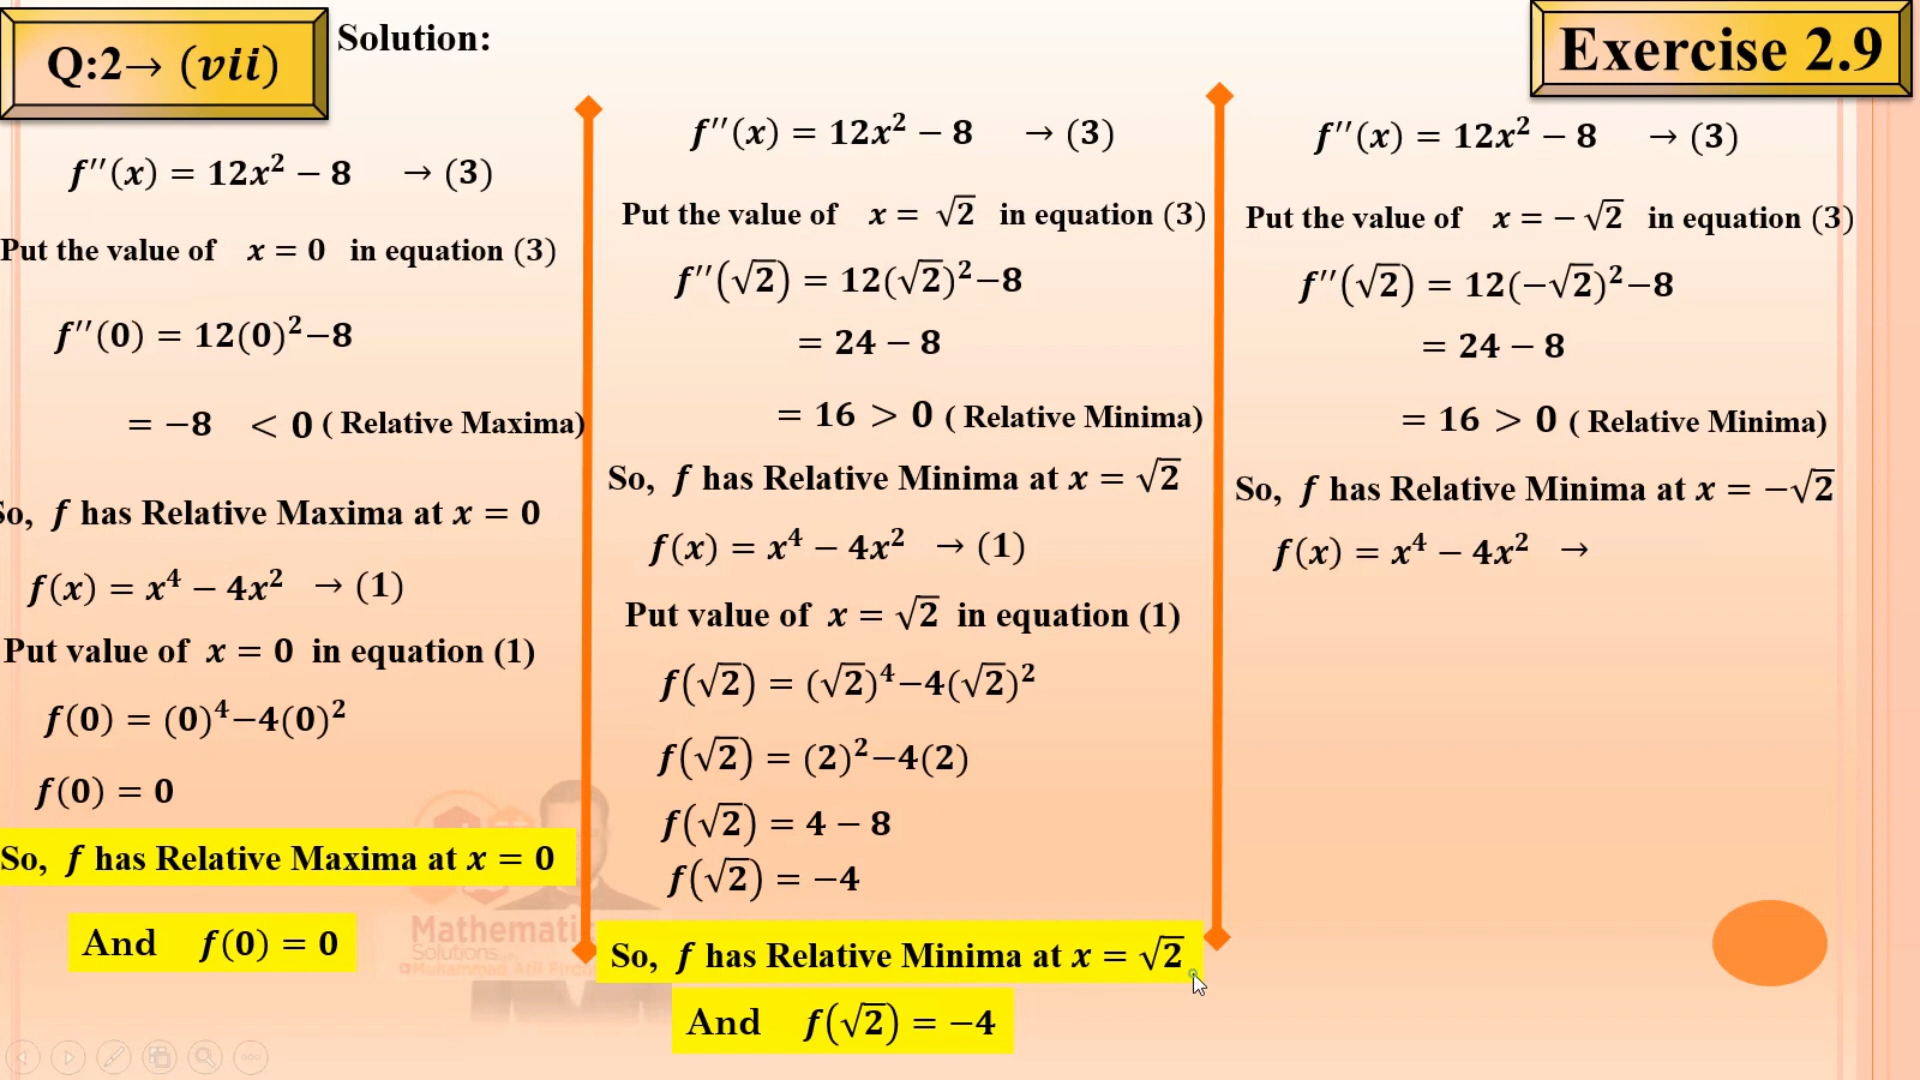 Q:2→ (vii)
Solution:
Exercise 2.9
f′′(x) = 12x² − 8 → (3)
Put the value of x = 0 in equation (3)
f′′(0) = 12(0)²−8
= −8 < 0 ( Relative Maxima)
So, f has Relative Maxima at x = 0
f(x) = x⁴ − 4x² → (1)
Put value of x = 0 in equation (1)
f(0) = (0)⁴−4(0)²
f(0) = 0
So, f has Relative Maxima at x = 0
And f(0) = 0
f′′(x) = 12x² − 8 → (3)
Put the value of x = √2 in equation (3)
f′′(√2) = 12(√2)²−8
= 24 − 8
= 16 > 0 ( Relative Minima)
So, f has Relative Minima at x = √2
f(x) = x⁴ − 4x² → (1)
Put value of x = √2 in equation (1)
f(√2) = (√2)⁴−4(√2)²
f(√2) = (2)²−4(2)
f(√2) = 4 − 8
f(√2) = −4
So, f has Relative Minima at x = √2
And f(√2) = −4
f′′(x) = 12x² − 8 → (3)
Put the value of x = − √2 in equation (3)
f′′(√2) = 12(−√2)²−8
= 24 − 8
= 16 > 0 ( Relative Minima)
So, f has Relative Minima at x = −√2
f(x) = x⁴ − 4x² →
Solutions
Muhammad Atif